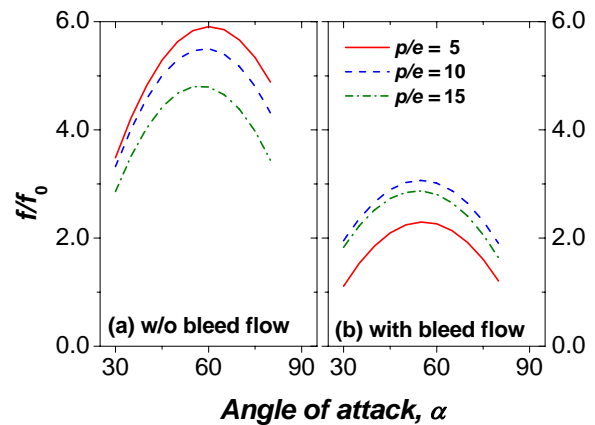 6.0
4.0
2.0
0.0
f/f0
30
60
90
(a) w/o bleed flow
p/e = 5
p/e = 10
p/e = 15
6.0
4.0
2.0
0.0
30
60
90
(b) with bleed flow
Angle of attack, α